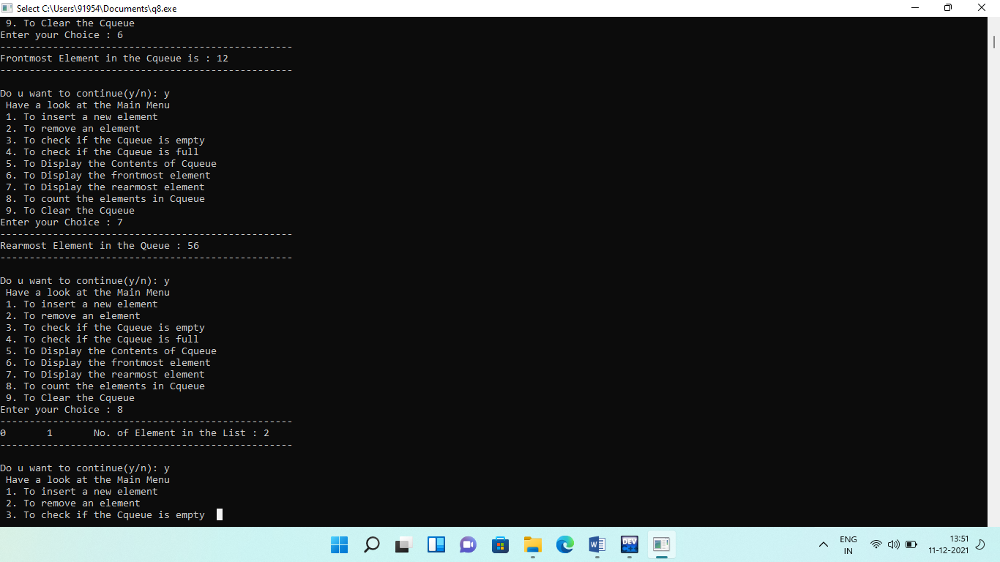 Select C:\Users\91954\Documents\q8.exe
9. To Clear the Cqueue
Enter your Choice : 6
--------------------------------------------------
Frontmost Element in the Cqueue is : 12
--------------------------------------------------
Do u want to continue(y/n): y
Have a look at the Main Menu
1. To insert a new element
2. To remove an element
3. To check if the Cqueue is empty
4. To check if the Cqueue is full
5. To Display the Contents of Cqueue
6. To Display the frontmost element
7. To Display the rearmost element
8. To count the elements in Cqueue
9. To Clear the Cqueue
Enter your Choice : 7
--------------------------------------------------
Rearmost Element in the Queue : 56
--------------------------------------------------
Do u want to continue(y/n): y
Have a look at the Main Menu
1. To insert a new element
2. To remove an element
3. To check if the Cqueue is empty
4. To check if the Cqueue is full
5. To Display the Contents of Cqueue
6. To Display the frontmost element
7. To Display the rearmost element
8. To count the elements in Cqueue
9. To Clear the Cqueue
Enter your Choice : 8
--------------------------------------------------
0       1       No. of Element in the List : 2
--------------------------------------------------
Do u want to continue(y/n): y
Have a look at the Main Menu
1. To insert a new element
2. To remove an element
3. To check if the Cqueue is empty
DEV
ENG
IN
13:51
11-12-2021